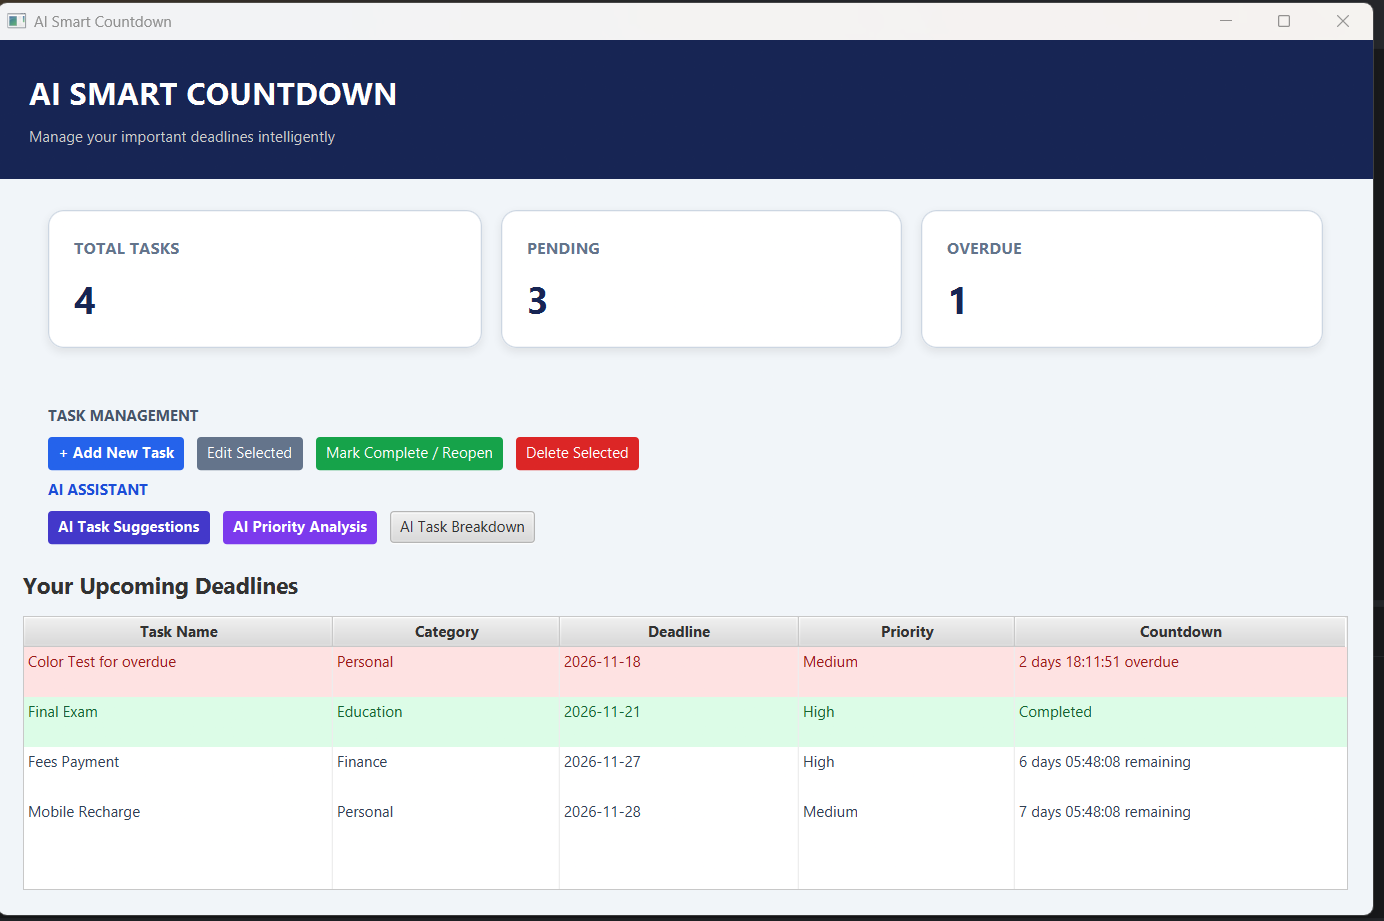 AI Smart Countdown
AI SMART COUNTDOWN
Manage your important deadlines intelligently
TOTAL TASKS PENDING OVERDUE
4 3 1
TASK MANAGEMENT
+ Add New Task Edit Selected Mark Complete / Reopen Delete Selected
AI ASSISTANT
AI Task Suggestions AI Priority Analysis AI Task Breakdown
Your Upcoming Deadlines
Task Name Category Deadline Priority Countdown
Color Test for overdue Personal 2026-11-18 Medium 2 days 18:11:51 overdue
Final Exam Education 2026-11-21 High Completed
Fees Payment Finance 2026-11-27 High 6 days 05:48:08 remaining
Mobile Recharge Personal 2026-11-28 Medium 7 days 05:48:08 remaining